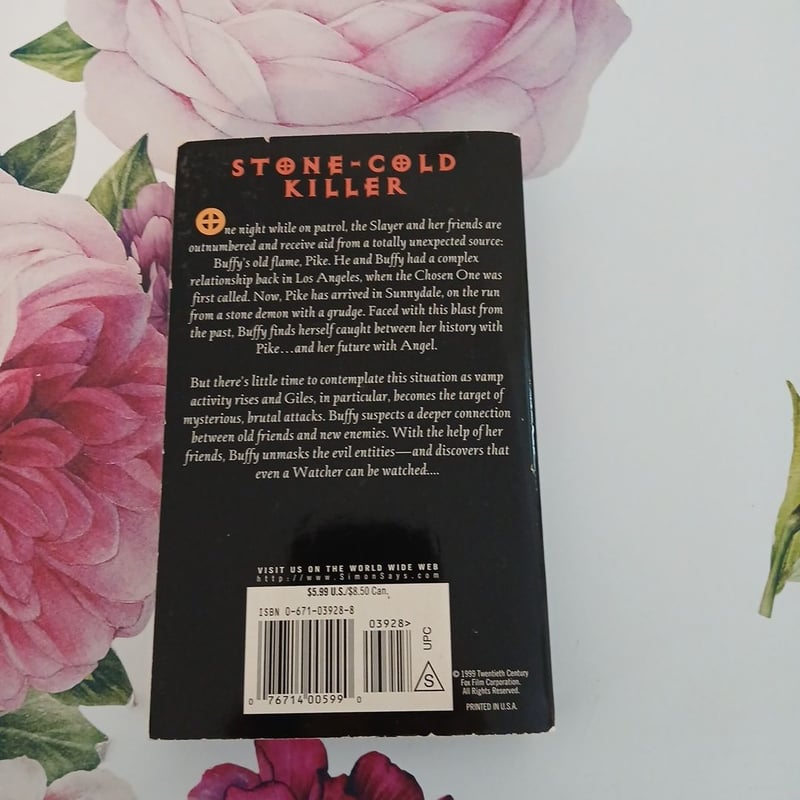 STONE-COLD
KILLER
One night while on patrol, the Slayer and her friends are
outnumbered and receive aid from a totally unexpected source:
Buffy's old flame, Pike. He and Buffy had a complex
relationship back in Los Angeles, when the Chosen One was
first called. Now, Pike has arrived in Sunnydale, on the run
from a stone demon with a grudge. Faced with this blast from
the past, Buffy finds herself caught between her history with
Pike...and her future with Angel.
But there's little time to contemplate this situation as vamp
activity rises and Giles, in particular, becomes the target of
mysterious, brutal attacks. Buffy suspects a deeper connection
between old friends and new enemies. With the help of her
friends, Buffy unmasks the evil entities—and discovers that
even a Watcher can be watched....
VISIT US ON THE WORLD WIDE WEB
http://www.SimonSays.com
$5.99 U.S./$8.50 Can.
ISBN 0-671-03928-8
03928>
UPC
S
0 76714 00599 0
© 1999 Twentieth Century
Fox Film Corporation.
All Rights Reserved.
PRINTED IN U.S.A.